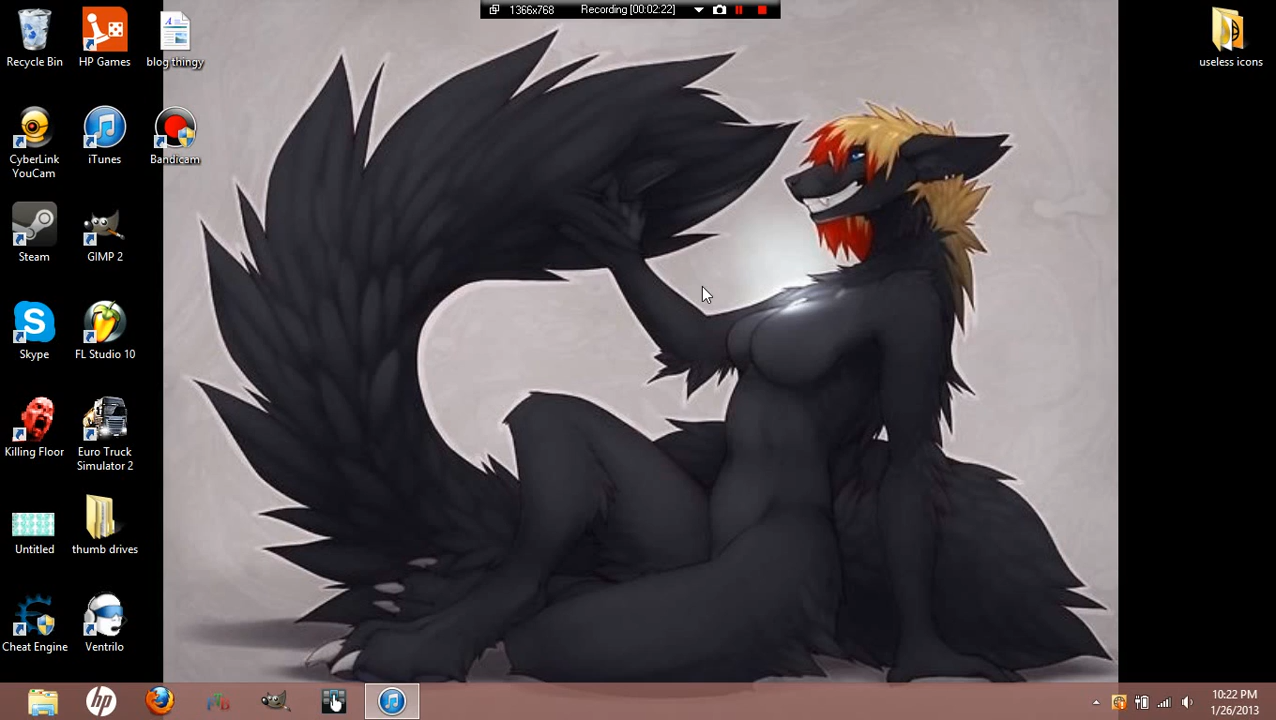 1366x768 Recording [00:02:22]
Recycle Bin
HP Games
blog thingy
useless icons
CyberLink
YouCam
iTunes
Bandicam
Steam
GIMP 2
Skype
FL Studio 10
Killing Floor
Euro Truck
Simulator 2
Untitled
thumb drives
Cheat Engine
Ventrilo
hp
10:22 PM
1/26/2013